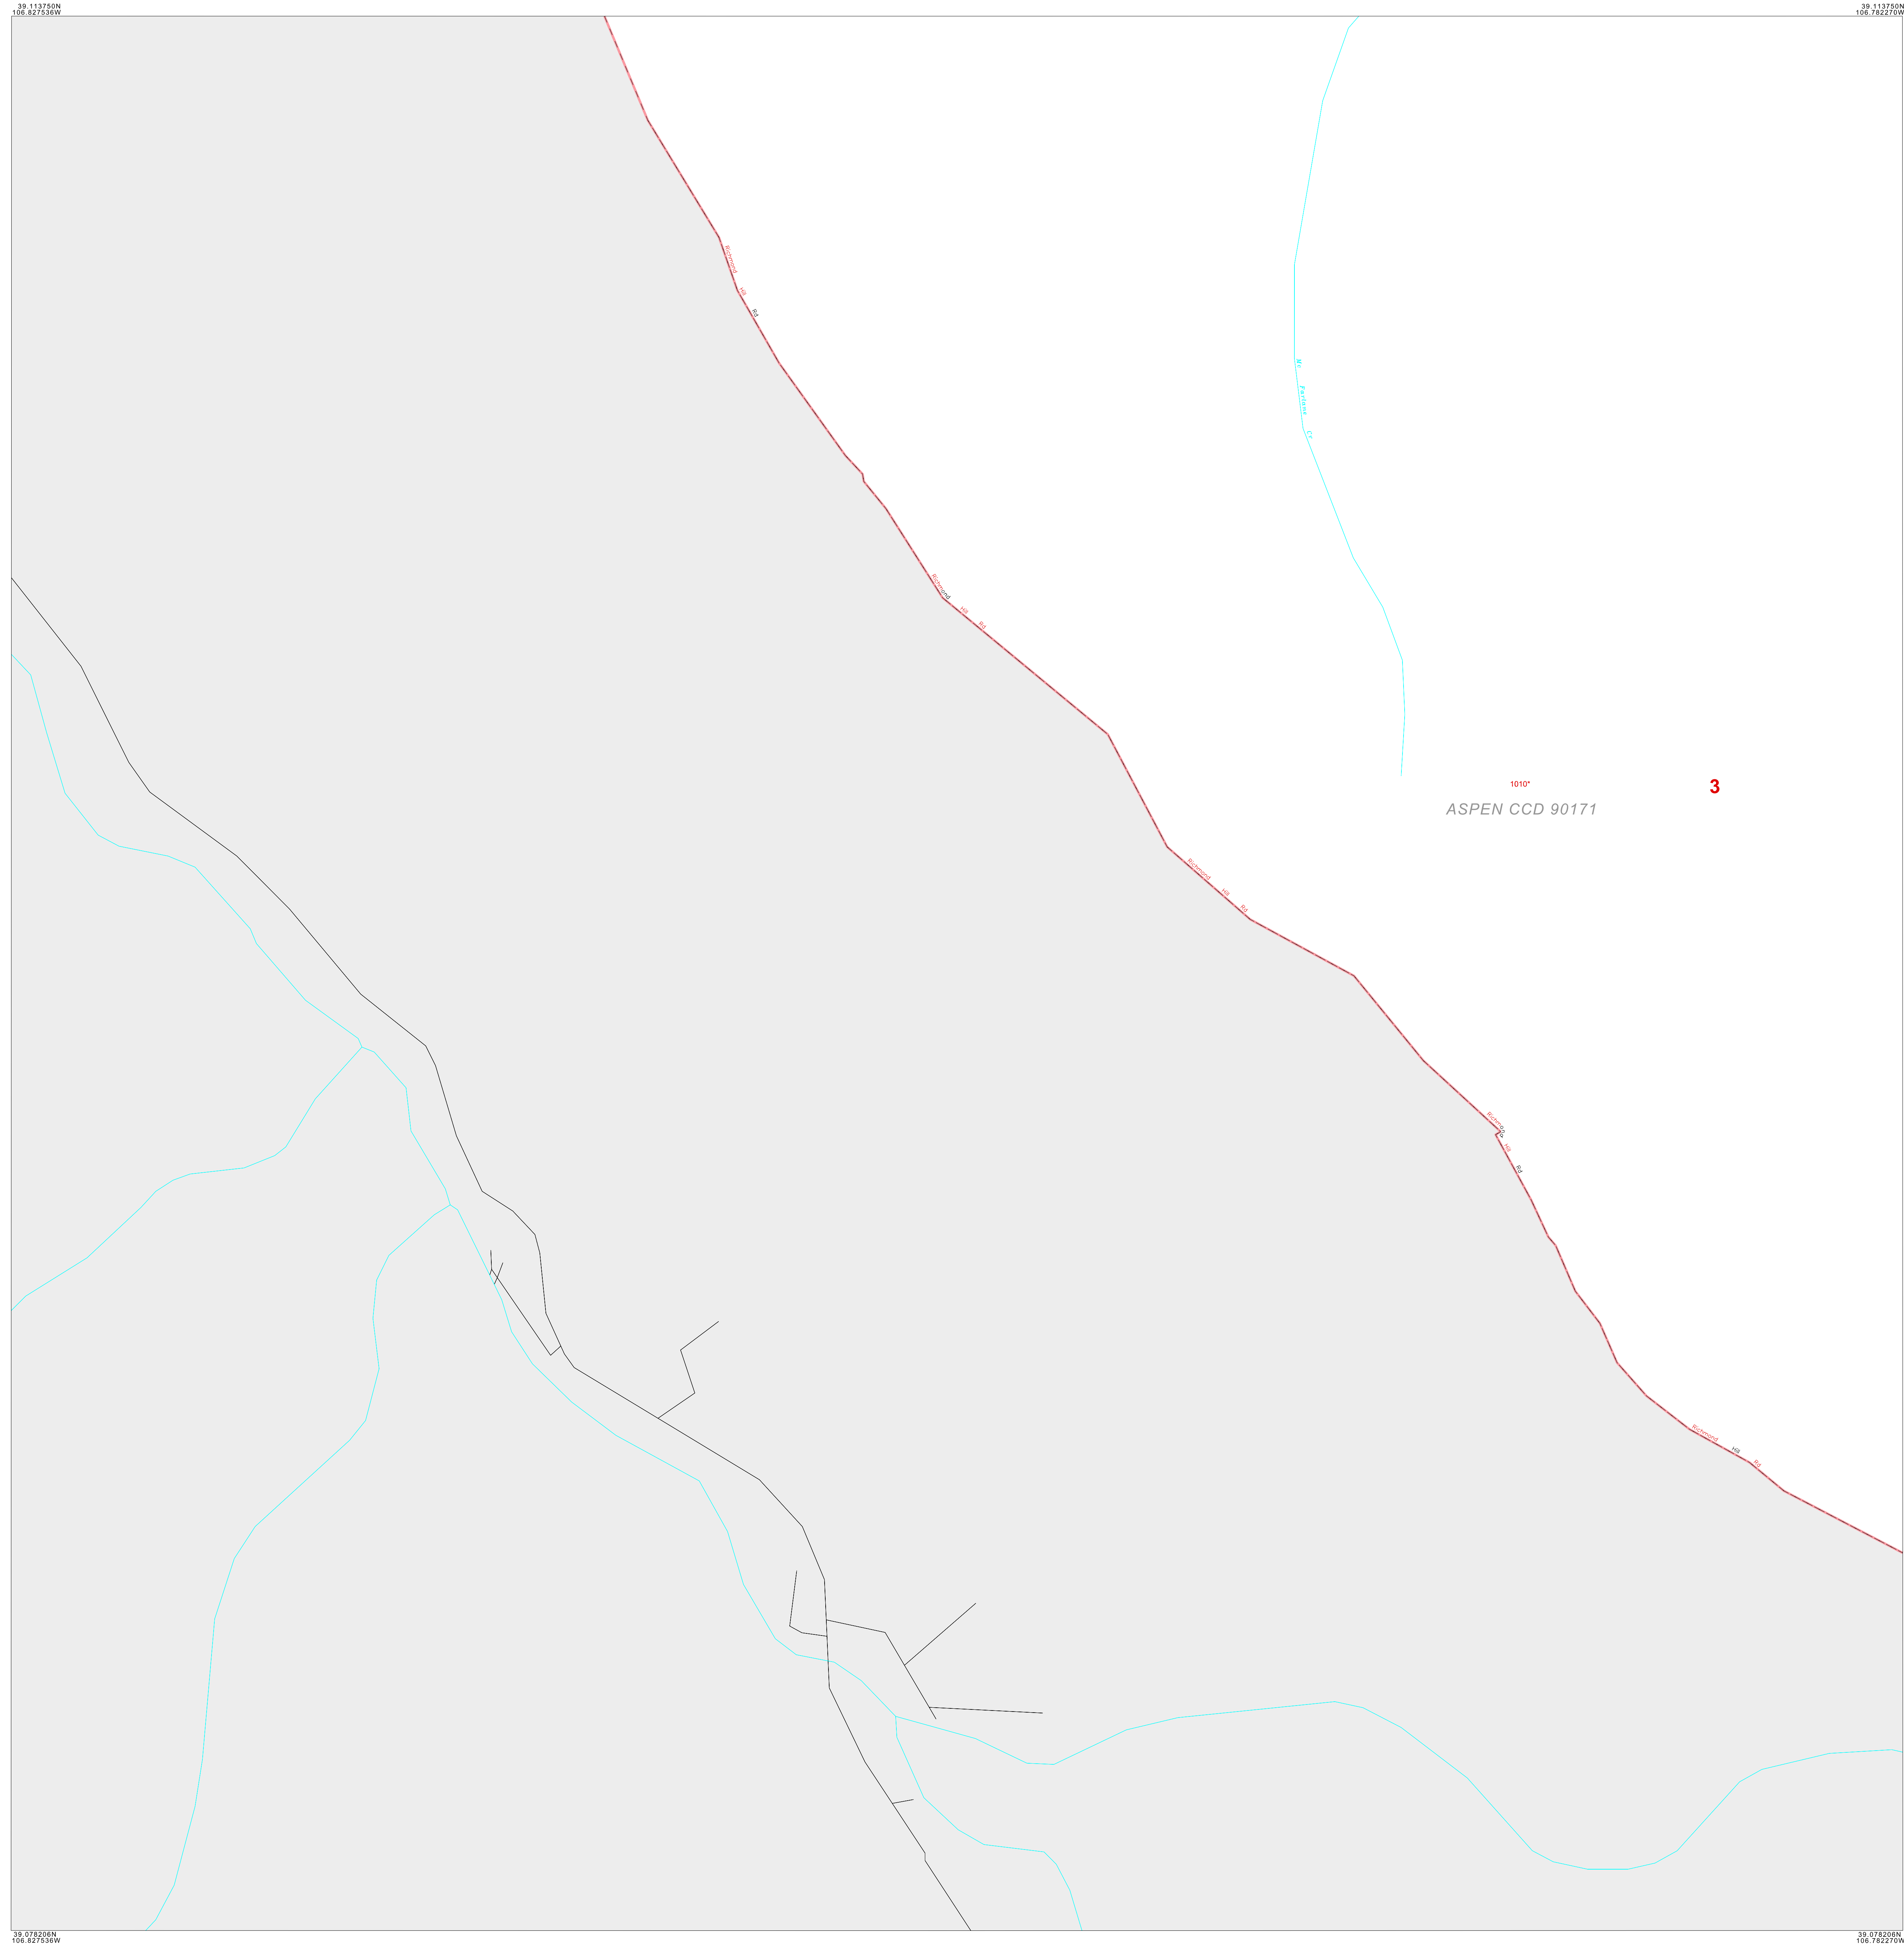 39.113750N
106.827536W
39.113750N
106.782270W
Richmond Hill Rd
Richmond Hill Rd
1010*
3
ASPEN CCD 90171
Richmond Hill Rd
Richmond Hill Rd
Richmond Hill Rd
39.078206N
106.827536W
39.078206N
106.782270W